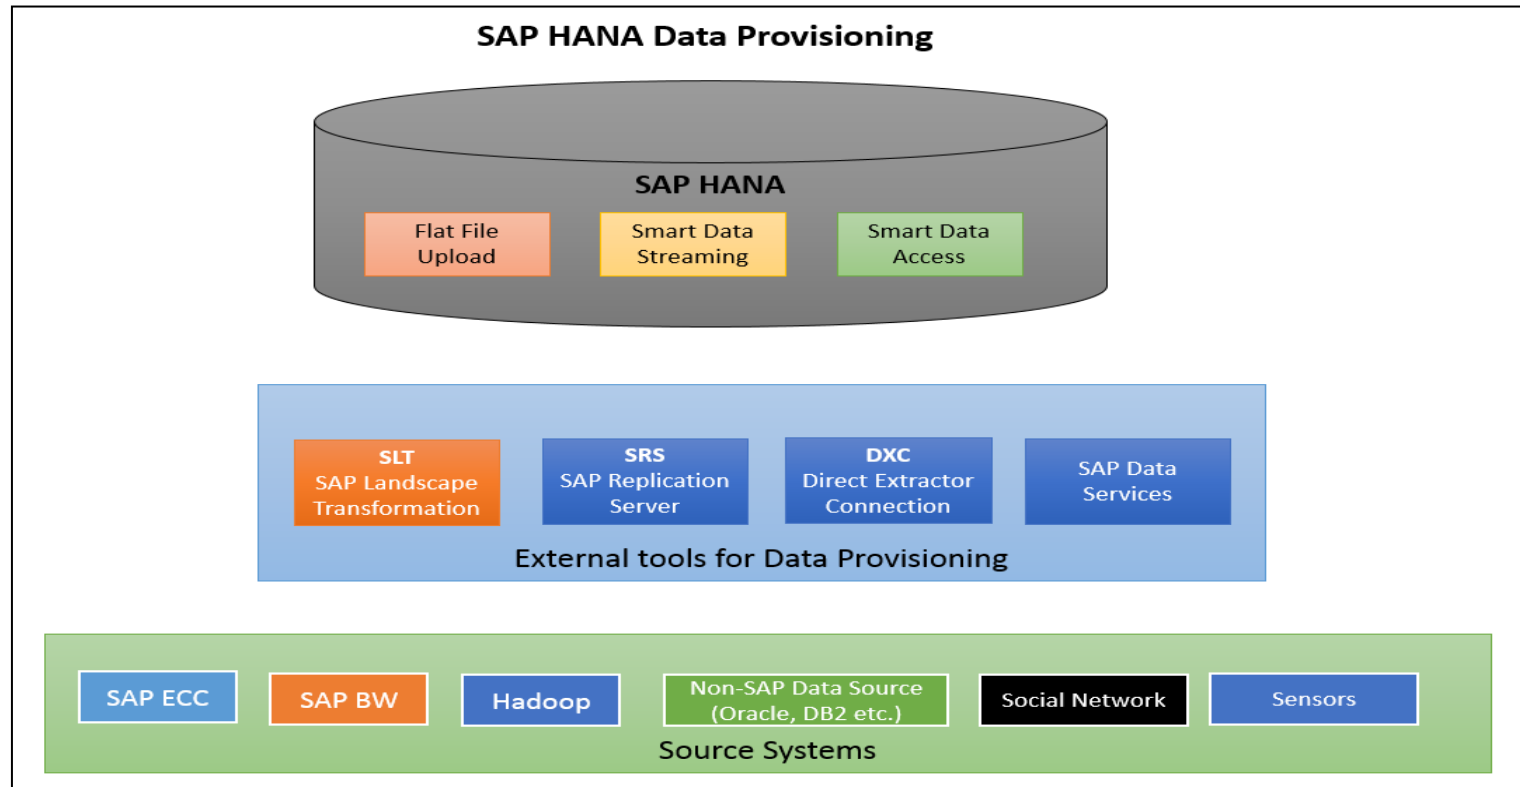 SAP HANA Data Provisioning
SAP HANA
Flat File
Upload
Smart Data
Streaming
Smart Data
Access
SLT
SAP Landscape
Transformation
SRS
SAP Replication
Server
DXC
Direct Extractor
Connection
SAP Data
Services
External tools for Data Provisioning
SAP ECC
SAP BW
Hadoop
Non-SAP Data Source
(Oracle, DB2 etc.)
Social Network
Sensors
Source Systems